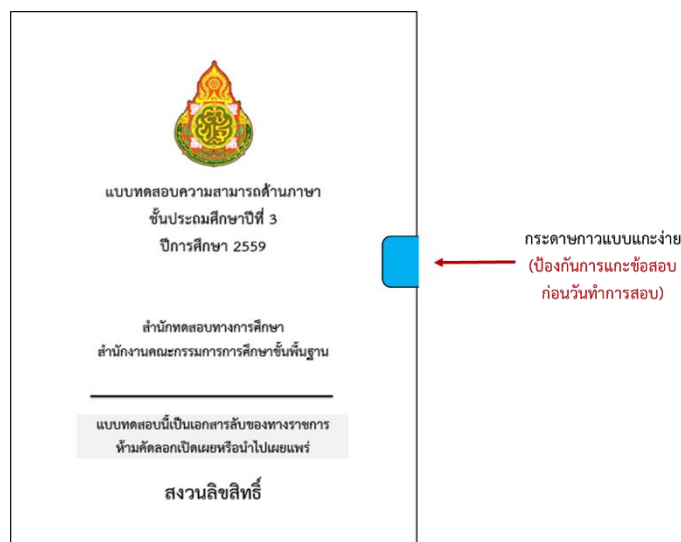 แบบทดสอบความสามารถด้านภาษา
ชั้นประถมศึกษาปีที่ 3
ปีการศึกษา 2559
สำนักทดสอบทางการศึกษา
สำนักงานคณะกรรมการการศึกษาขั้นพื้นฐาน
แบบทดสอบนี้เป็นเอกสารลับของทางราชการ
ห้ามคัดลอกเปิดเผยหรือนำไปเผยแพร่
สงวนลิขสิทธิ์
กระดาษกาวแบบแกะง่าย
(ป้องกันการแกะข้อสอบ
ก่อนวันทำการสอบ)